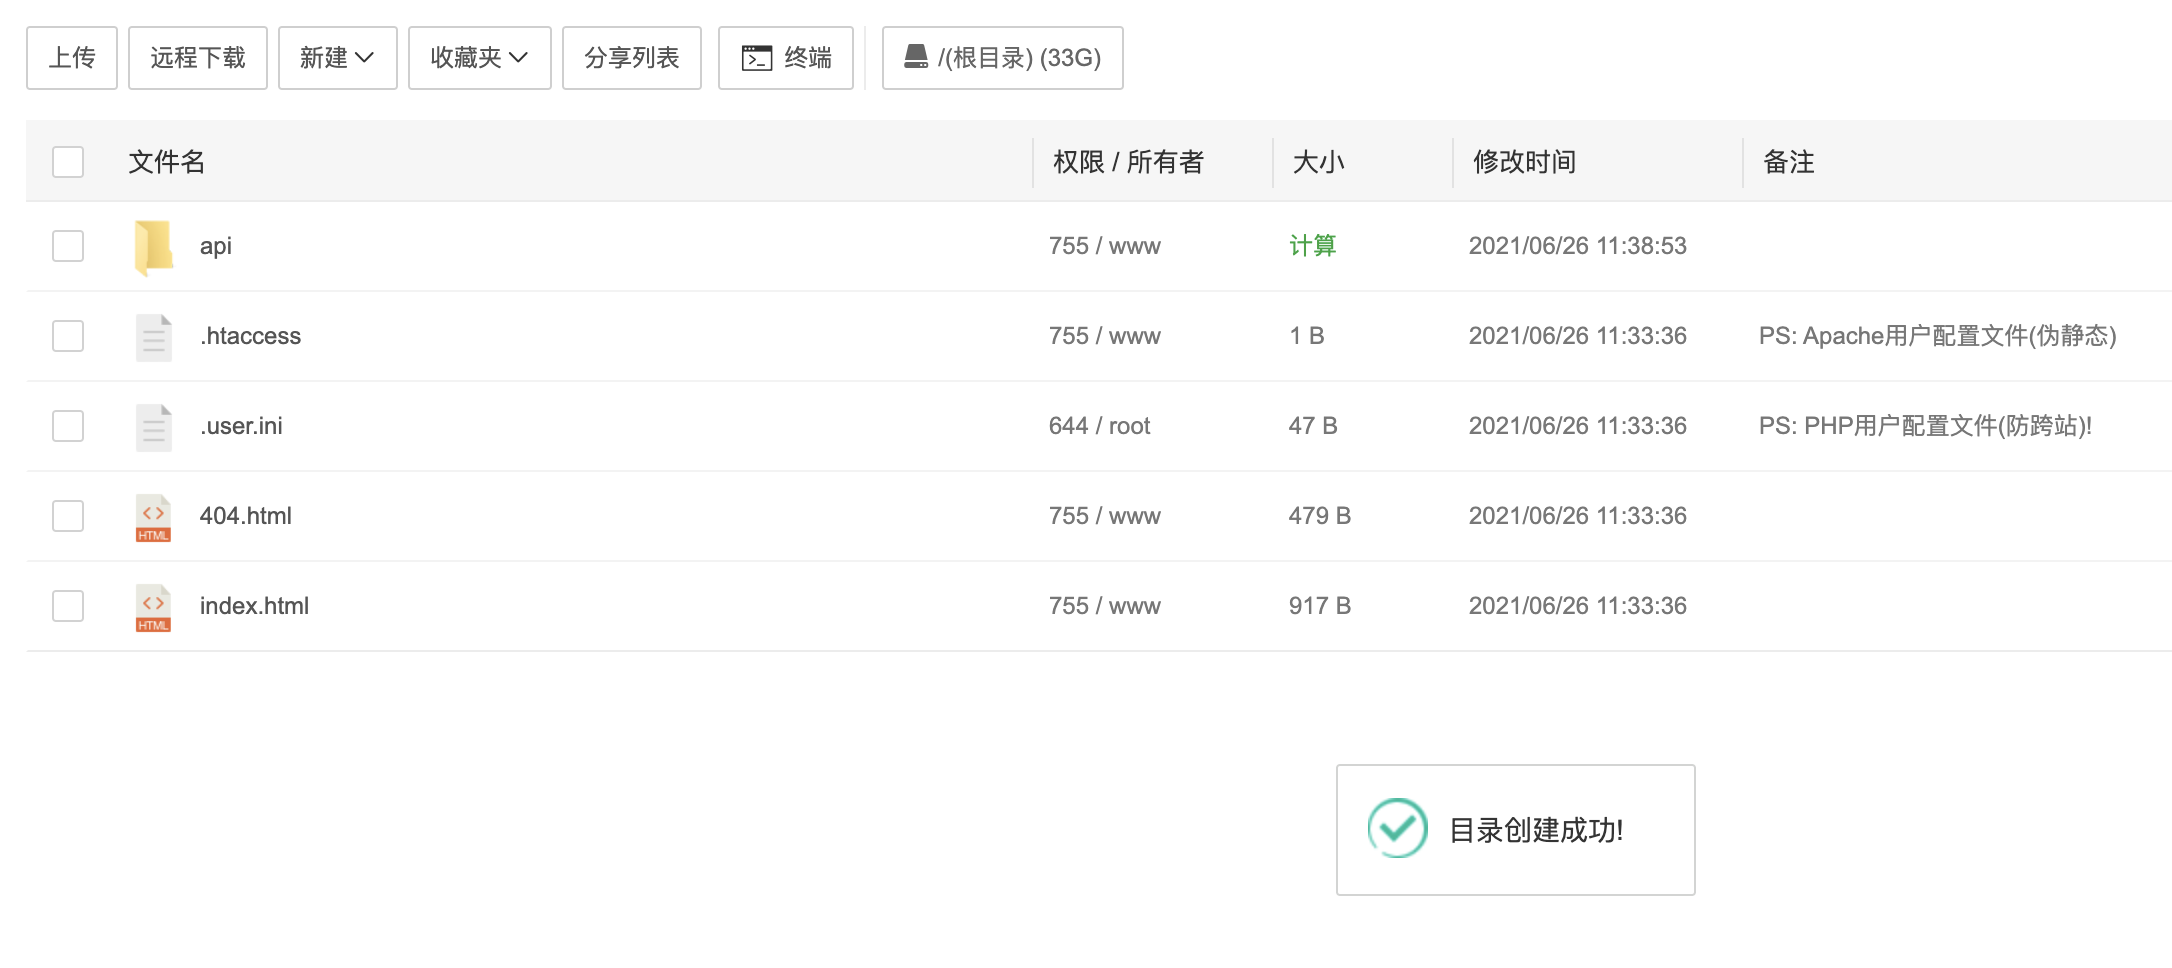 上传 远程下载 新建 收藏夹 分享列表 终端 /(根目录) (33G)
文件名 权限 / 所有者 大小 修改时间 备注
api 755 / www 计算 2021/06/26 11:38:53
.htaccess 755 / www 1 B 2021/06/26 11:33:36 PS: Apache用户配置文件(伪静态)
.user.ini 644 / root 47 B 2021/06/26 11:33:36 PS: PHP用户配置文件(防跨站)!
HTML 404.html 755 / www 479 B 2021/06/26 11:33:36
HTML index.html 755 / www 917 B 2021/06/26 11:33:36
目录创建成功!